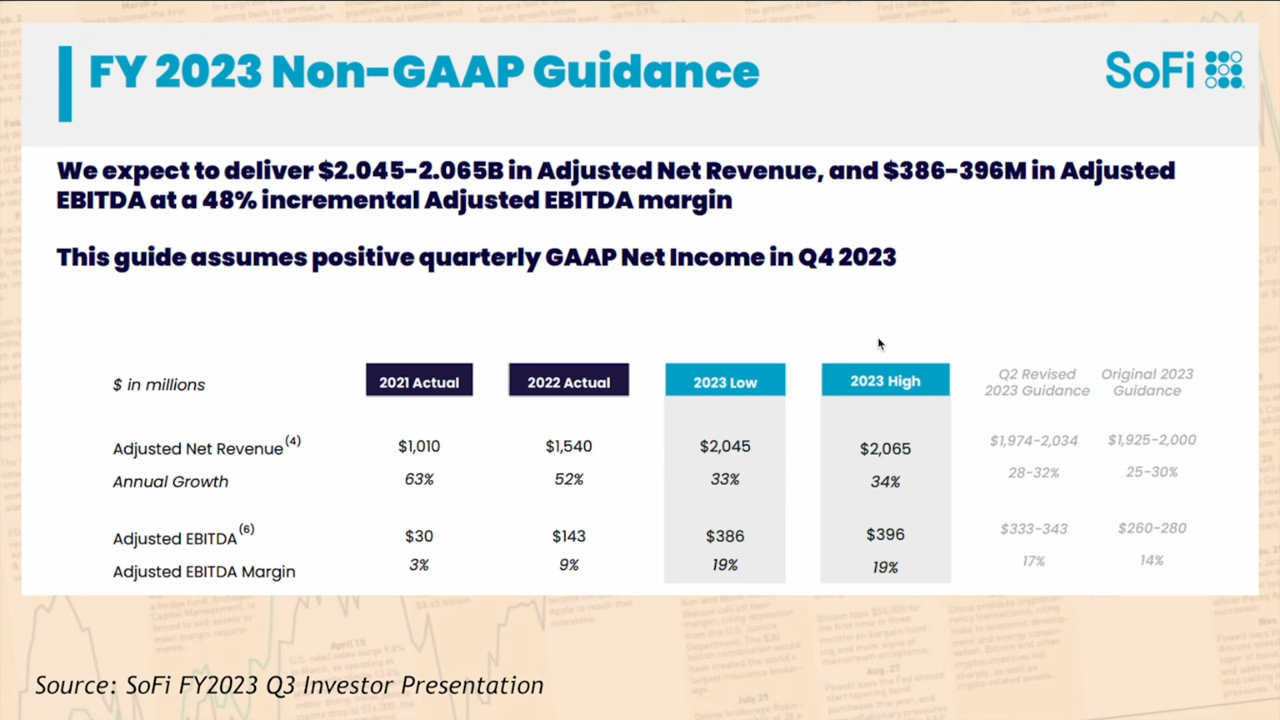 FY 2023 Non-GAAP Guidance
SoFi
We expect to deliver $2.045-2.065B in Adjusted Net Revenue, and $386-396M in Adjusted
EBITDA at a 48% incremental Adjusted EBITDA margin
This guide assumes positive quarterly GAAP Net Income in Q4 2023
$ in millions 2021 Actual 2022 Actual 2023 Low 2023 High Q2 Revised 2023 Guidance Original 2023 Guidance
Adjusted Net Revenue(4) $1,010 $1,540 $2,045 $2,065 $1,974-2,034 $1,925-2,000
Annual Growth 63% 52% 33% 34% 28-32% 25-30%
Adjusted EBITDA(6) $30 $143 $386 $396 $333-343 $260-280
Adjusted EBITDA Margin 3% 9% 19% 19% 17% 14%
April 15
July 29
Aug. 27
Source: SoFi FY2023 Q3 Investor Presentation